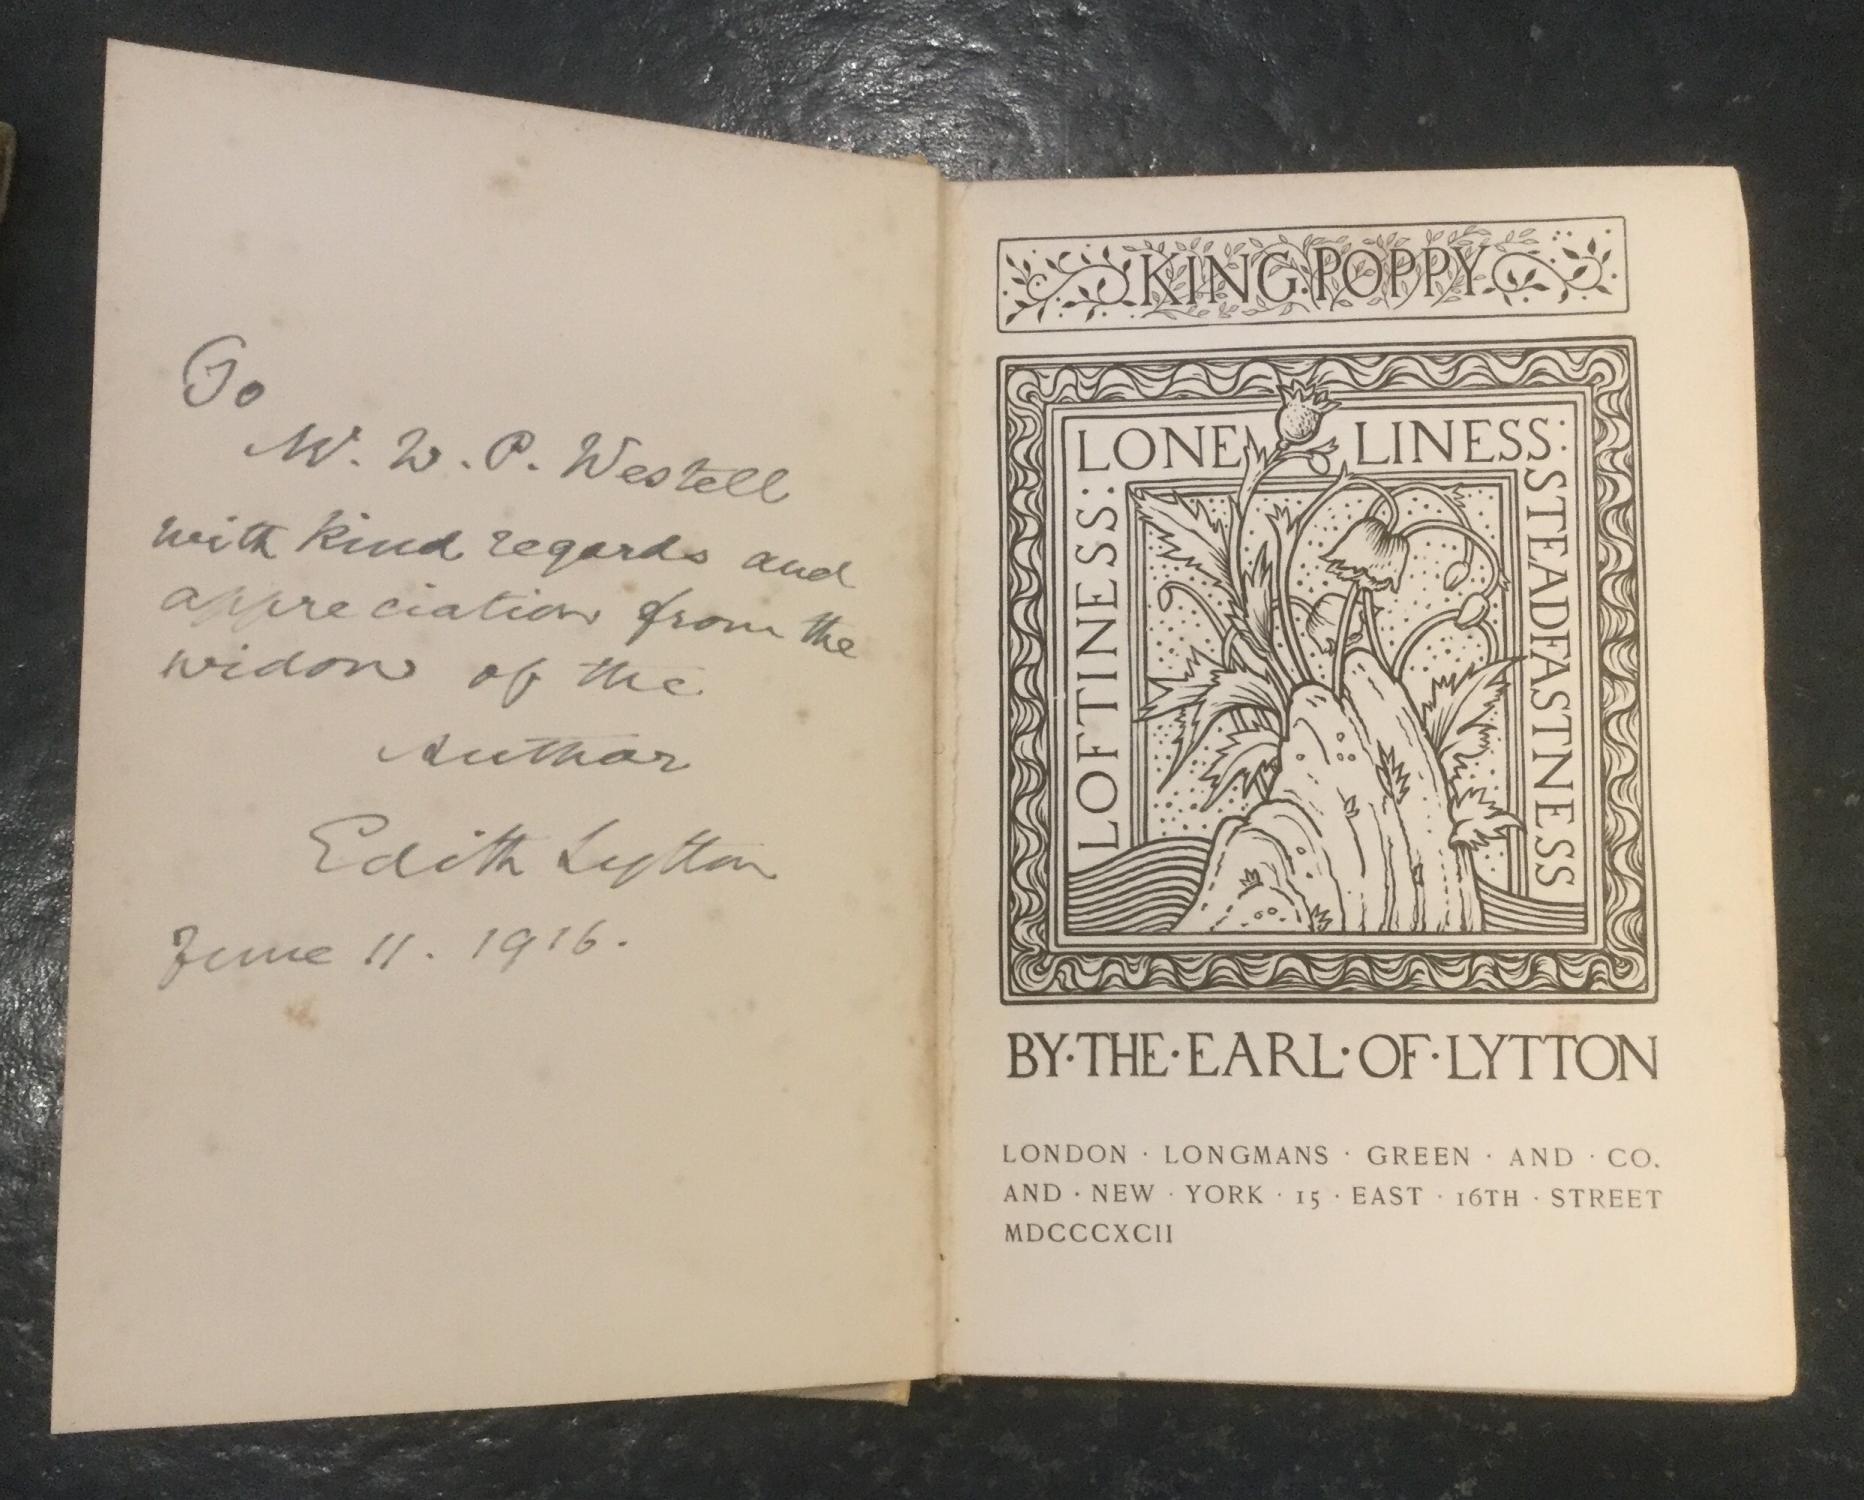 To
Mr. W. P. Westell
with kind regards and
appreciation from the
widow of the
Author
Edith Lytton
June 11. 1916.
KING·POPPY
LONELINESS:
STEADFASTNESS
LOFTINESS:
BY·THE·EARL·OF·LYTTON
LONDON · LONGMANS · GREEN · AND · CO.
AND · NEW · YORK · 15 · EAST · 16TH · STREET
MDCCCXCII